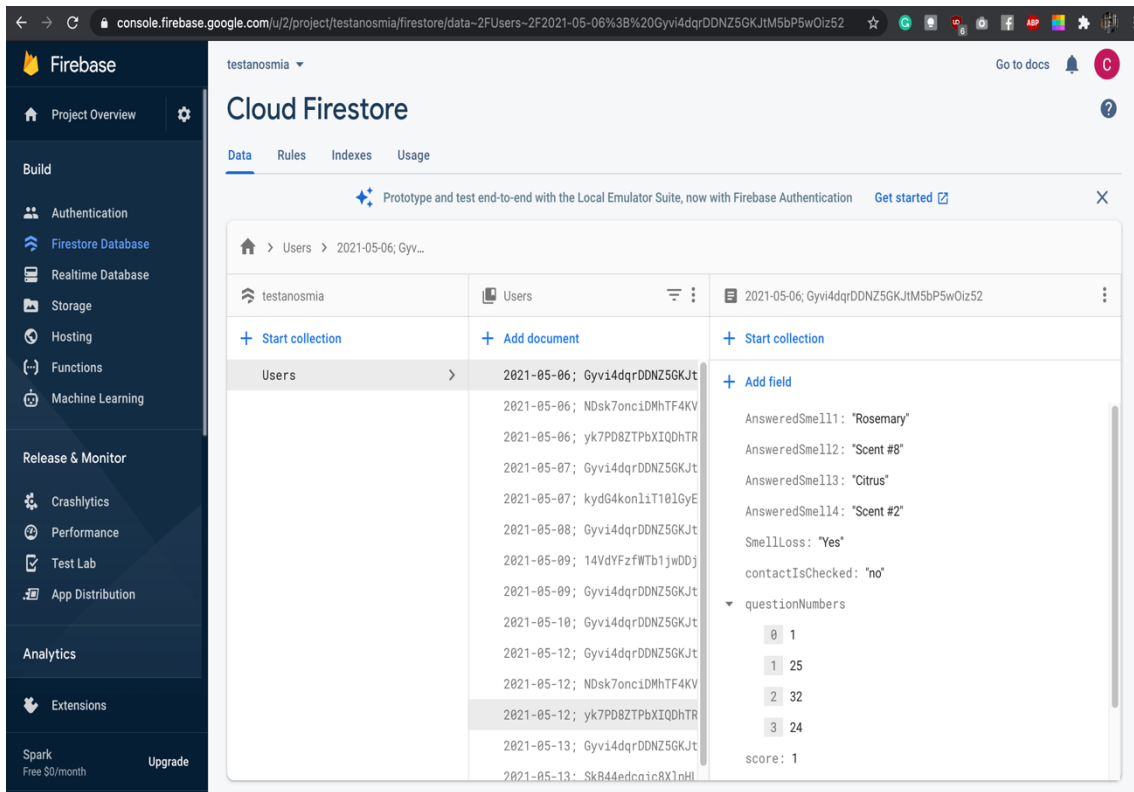 console.firebase.google.com/u/2/project/testanosmia/firestore/data~2FUsers~2F2021-05-06%3B%20Gyvi4dqrDDNZ5GKJtM5bP5wOiz52
6
ABP
Firebase
testanosmia
Go to docs
C
Project Overview
Cloud Firestore
Data Rules Indexes Usage
Build
Prototype and test end-to-end with the Local Emulator Suite, now with Firebase Authentication Get started
Authentication
Firestore Database
Realtime Database
Storage
Hosting
Functions
Machine Learning
Release & Monitor
Crashlytics
Performance
Test Lab
App Distribution
Analytics
Extensions
Spark
Free $0/month
Upgrade
> Users > 2021-05-06; Gyv...
testanosmia
+ Start collection
Users
Users
+ Add document
2021-05-06; Gyvi4dqrDDNZ5GKJt
2021-05-06; NDsk7onciDMhTF4KV
2021-05-06; yk7PD8ZTPbXIQDhTR
2021-05-07; Gyvi4dqrDDNZ5GKJt
2021-05-07; kydG4konliT10lGyE
2021-05-08; Gyvi4dqrDDNZ5GKJt
2021-05-09; 14VdYFzfWTb1jwDDj
2021-05-09; Gyvi4dqrDDNZ5GKJt
2021-05-10; Gyvi4dqrDDNZ5GKJt
2021-05-12; Gyvi4dqrDDNZ5GKJt
2021-05-12; NDsk7onciDMhTF4KV
2021-05-12; yk7PD8ZTPbXIQDhTR
2021-05-13; Gyvi4dqrDDNZ5GKJt
2021-05-13; SkB44edcgic8XlnHL
2021-05-06; Gyvi4dqrDDNZ5GKJtM5bP5wOiz52
+ Start collection
+ Add field
AnsweredSmell1: "Rosemary"
AnsweredSmell2: "Scent #8"
AnsweredSmell3: "Citrus"
AnsweredSmell4: "Scent #2"
SmellLoss: "Yes"
contactIsChecked: "no"
questionNumbers
0 1
1 25
2 32
3 24
score: 1